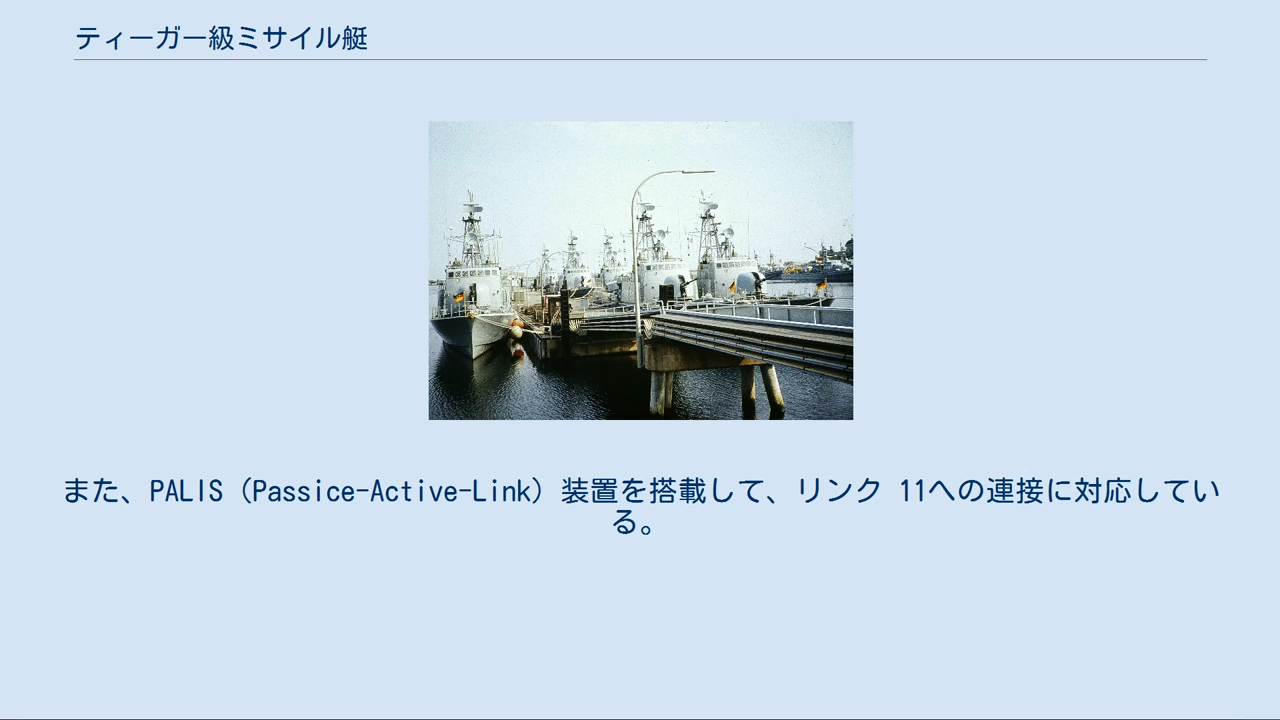 ティーガー級ミサイル艇
また、PALIS（Passice-Active-Link）装置を搭載して、リンク 11への連接に対応してい
る。